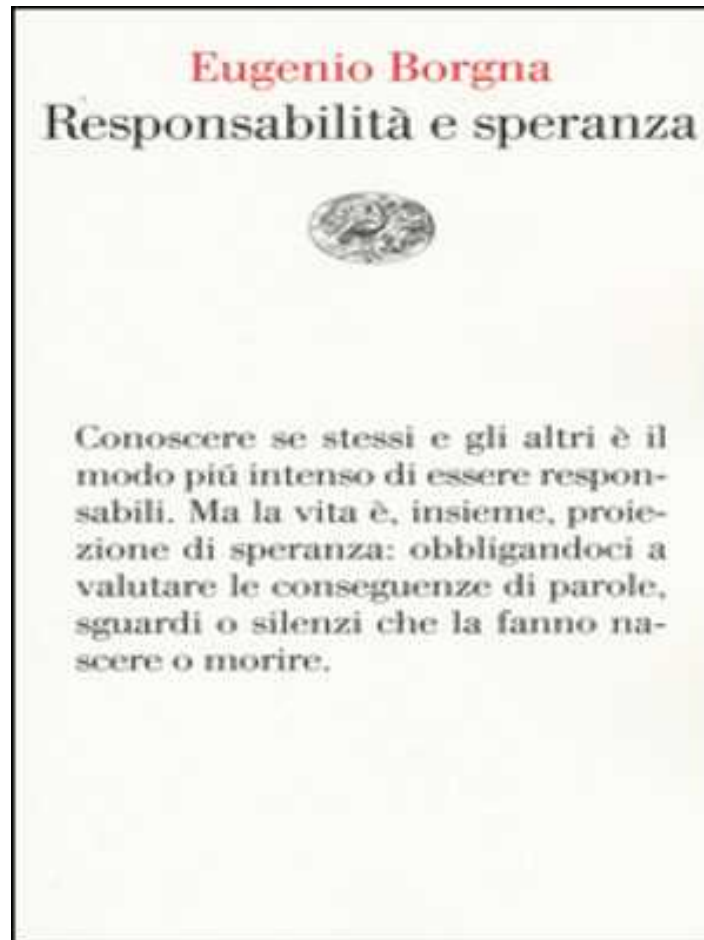 Eugenio Borgna
Responsabilità e speranza
Conoscere se stessi e gli altri è il
modo piú intenso di essere respon-
sabili. Ma la vita è, insieme, proie-
zione di speranza: obbligandoci a
valutare le conseguenze di parole,
sguardi o silenzi che la fanno na-
scere o morire.